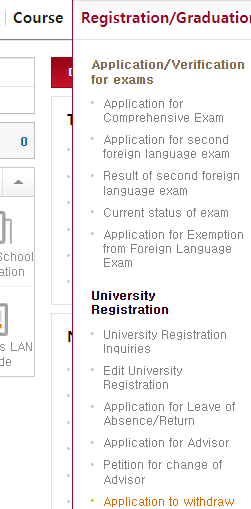 Course
Registration/Graduation
Application/Verification
for exams
Application for
Comprehensive Exam
Application for second
foreign language exam
Result of second foreign
language exam
Current status of exam
Application for Exemption
from Foreign Language
Exam
0
School
University
Registration
University Registration
Inquiries
LAN
Edit University
Registration
Application for Leave of
Absence/Return
Application for Advisor
Petition for change of
Advisor
Application to withdraw